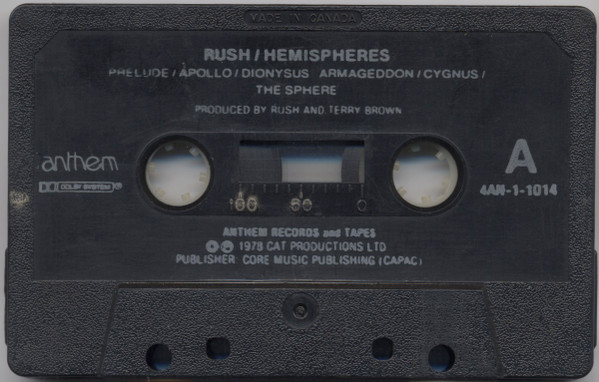 MADE IN CANADA
RUSH / HEMISPHERES
PRELUDE / APOLLO / DIONYSUS ARMAGEDDON / CYGNUS /
THE SPHERE
PRODUCED BY RUSH AND TERRY BROWN
anthem
A
DOLBY SYSTEM ®
4AN-1-1014
100 50 0
ANTHEM RECORDS and TAPES
©℗ 1978 CAT PRODUCTIONS LTD
PUBLISHER CORE MUSIC PUBLISHING (CAPAC)